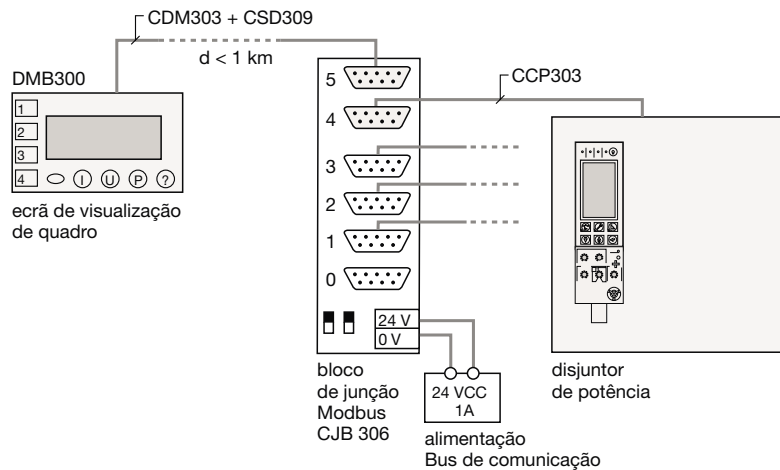 CDM303 + CSD309
d < 1 km
DMB300
1
2
3
4
I
U
P
?
ecrã de visualização
de quadro
5
4
3
2
1
0
24 V
0 V
bloco
de junção
Modbus
CJB 306
24 VCC
1A
alimentação
Bus de comunicação
CCP303
disjuntor
de potência